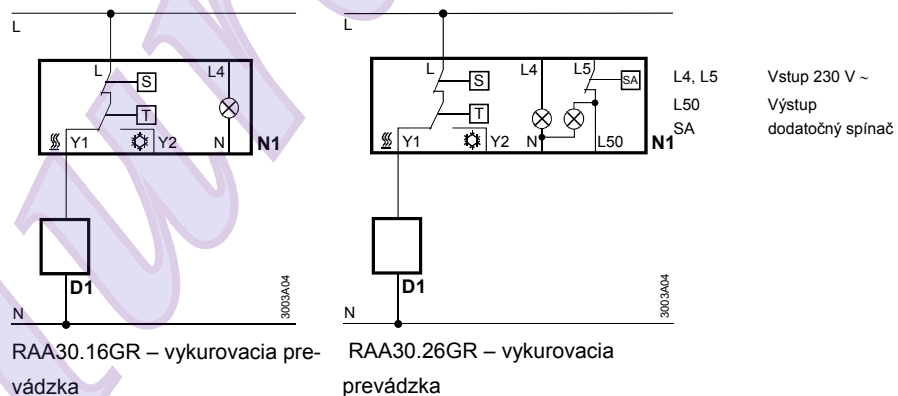 L
L
S
L4
T
Y1
Y2
N
N1
D1
3003A04
N
RAA30.16GR – vykurovacia pre-
vádzka
L
L
S
L4
L5
SA
T
Y1
Y2
N
L50
N1
D1
3003A04
N
RAA30.26GR – vykurovacia
prevádzka
L4, L5 Vstup 230 V ~
L50 Výstup
SA dodatočný spínač